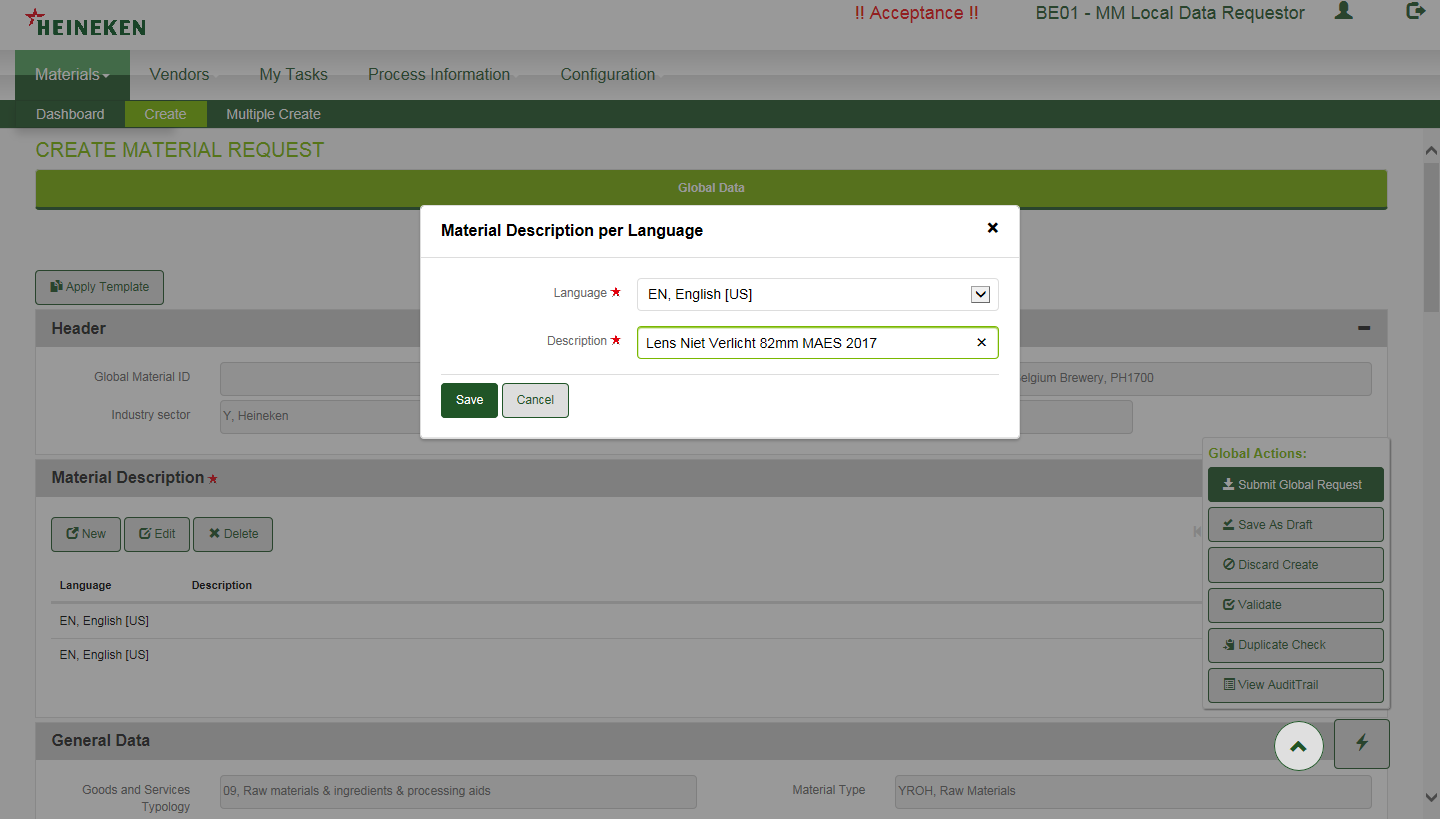 HEINEKEN
!! Acceptance !!
BE01 - MM Local Data Requestor
Materials
Vendors
My Tasks
Process Information
Configuration
Dashboard
Create
Multiple Create
CREATE MATERIAL REQUEST
Global Data
Material Description per Language
Language
EN, English [US]
Description
Lens Niet Verlicht 82mm MAES 2017
Save
Cancel
Apply Template
Header
Global Material ID
Brewery, PH1700
Industry sector
Y, Heineken
Material Description
New
Edit
Delete
Language
Description
EN, English [US]
EN, English [US]
Global Actions:
Submit Global Request
Save As Draft
Discard Create
Validate
Duplicate Check
View AuditTrail
General Data
Goods and Services
Typology
09, Raw materials & ingredients & processing aids
Material Type
YROH, Raw Materials